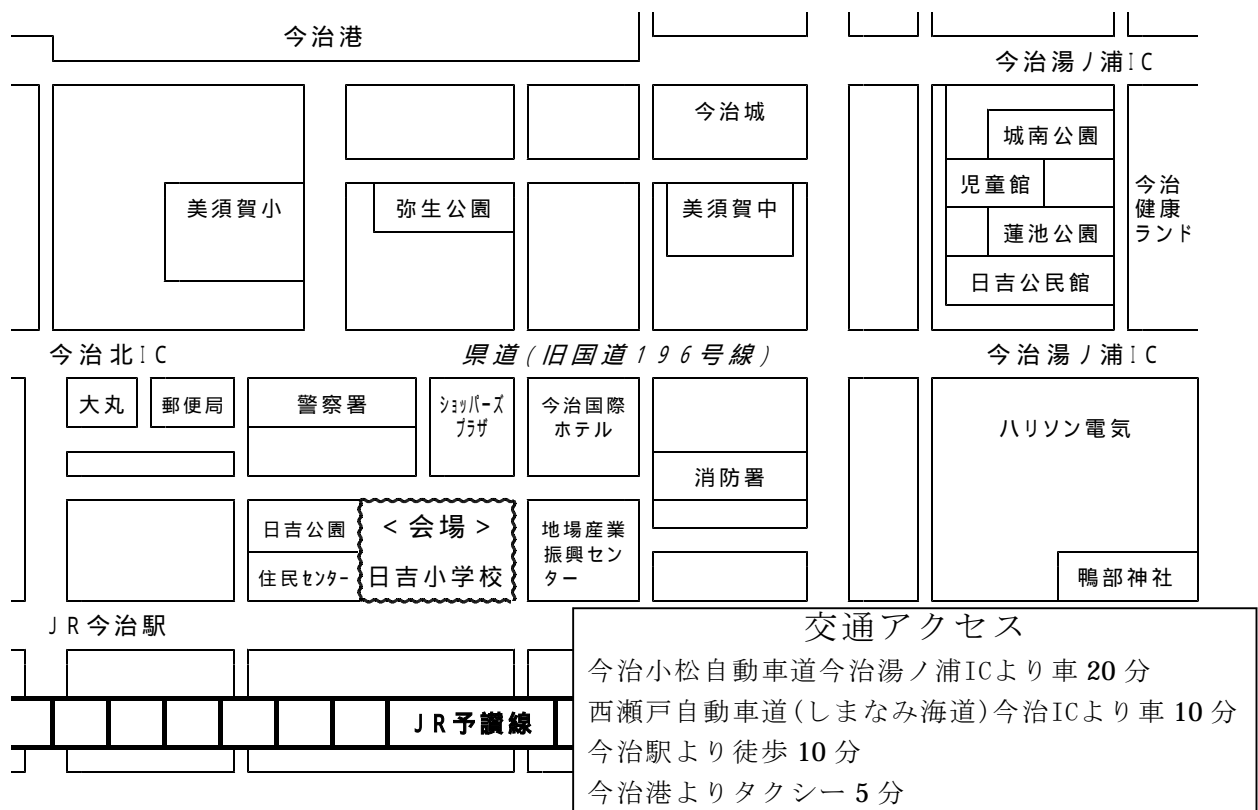 今治港
今治湯ノ浦IC
今治城
城南公園
児童館
今治
健康
ランド
美須賀小
弥生公園
美須賀中
蓮池公園
日吉公民館
今治北IC
県道(旧国道196号線)
今治湯ノ浦IC
大丸
郵便局
警察署
ショッパーズ
プラザ
今治国際
ホテル
ハリソン電気
消防署
日吉公園
<会場>
地場産業
振興セン
ター
住民センター
日吉小学校
鴨部神社
JR今治駅
交通アクセス
今治小松自動車道今治湯ノ浦ICより車 20 分
西瀬戸自動車道(しまなみ海道)今治ICより車 10 分
JR予讃線
今治駅より徒歩 10 分
今治港よりタクシー 5 分